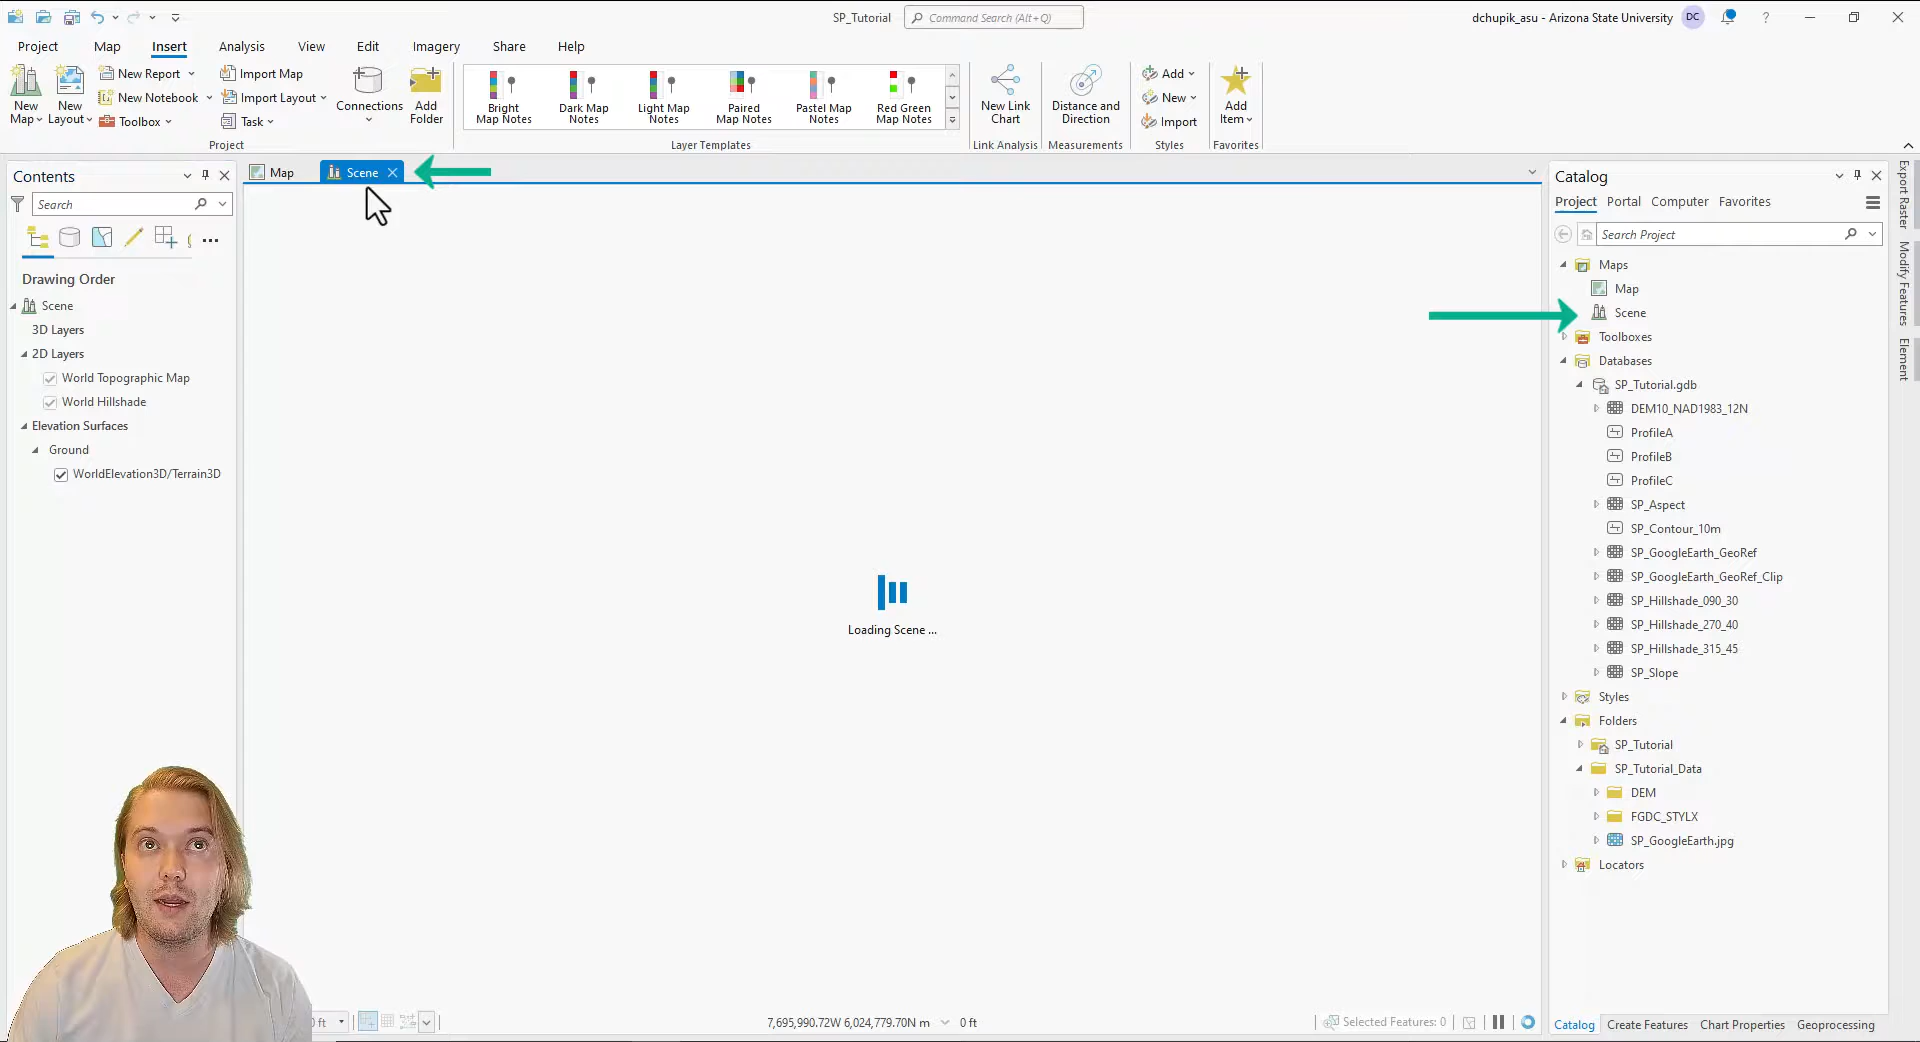 SP_Tutorial
Command Search (Alt+Q)
dchupik_asu - Arizona State University
DC
?
Project
Map
Insert
Analysis
View
Edit
Imagery
Share
Help
New Map
New Layout
New Report
New Notebook
Toolbox
Import Map
Import Layout
Task
Connections
Add Folder
Project
Bright Map Notes
Dark Map Notes
Light Map Notes
Paired Map Notes
Pastel Map Notes
Red Green Map Notes
Layer Templates
New Link Chart
Link Analysis
Distance and Direction
Measurements
Add
New
Import
Styles
Add Item
Favorites
Contents
Search
Drawing Order
Scene
3D Layers
2D Layers
World Topographic Map
World Hillshade
Elevation Surfaces
Ground
WorldElevation3D/Terrain3D
Map
Scene
Loading Scene ...
0 ft
7,695,990.72W 6,024,779.70N m
0 ft
Selected Features: 0
Catalog
Project
Portal
Computer
Favorites
Search Project
Maps
Map
Scene
Toolboxes
Databases
SP_Tutorial.gdb
DEM10_NAD1983_12N
ProfileA
ProfileB
ProfileC
SP_Aspect
SP_Contour_10m
SP_GoogleEarth_GeoRef
SP_GoogleEarth_GeoRef_Clip
SP_Hillshade_090_30
SP_Hillshade_270_40
SP_Hillshade_315_45
SP_Slope
Styles
Folders
SP_Tutorial
SP_Tutorial_Data
DEM
FGDC_STYLX
SP_GoogleEarth.jpg
Locators
Catalog
Create Features
Chart Properties
Geoprocessing
Export Raster
Modify Features
Element